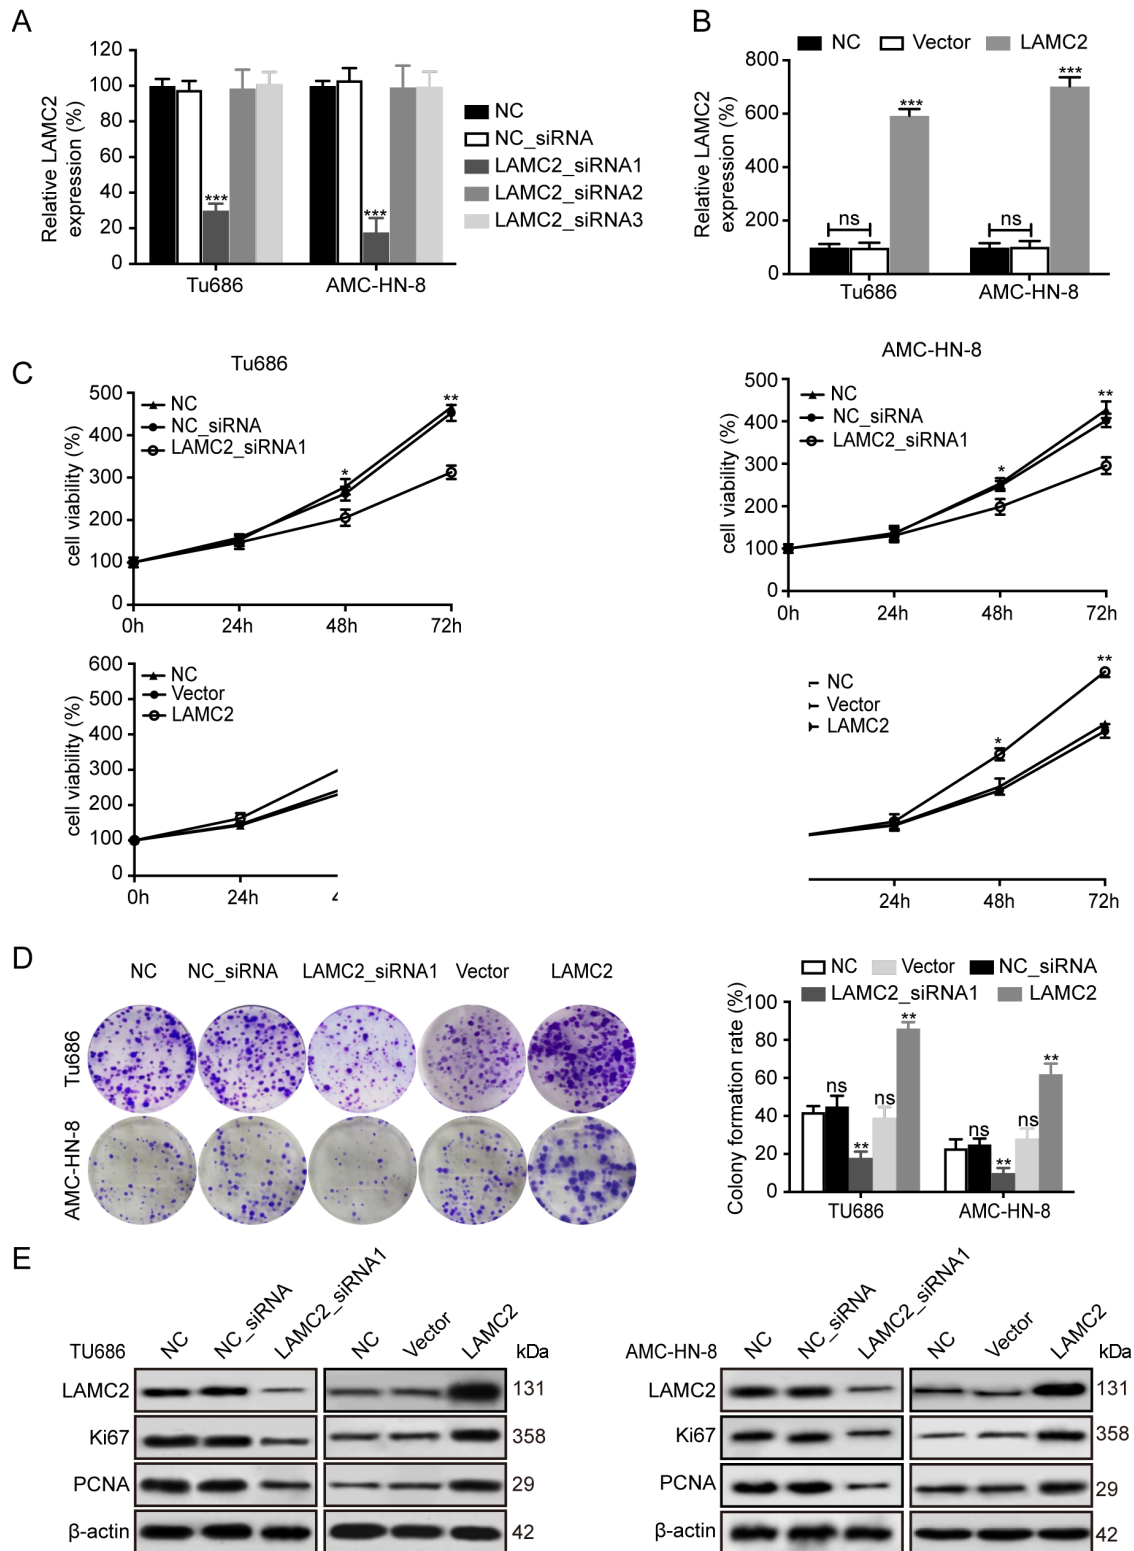 A
Relative LAMC2
expression (%)
120
100
80
60
40
20
0
***
***
Tu686
AMC-HN-8
NC
NC_siRNA
LAMC2_siRNA1
LAMC2_siRNA2
LAMC2_siRNA3
B
NC
Vector
LAMC2
Relative LAMC2
expression (%)
800
600
400
200
0
ns
***
ns
***
Tu686
AMC-HN-8
C
Tu686
cell viability (%)
500
400
300
200
100
0
NC
NC_siRNA
LAMC2_siRNA1
*
**
0h
24h
48h
72h
AMC-HN-8
cell viability (%)
500
400
300
200
100
0
NC
NC_siRNA
LAMC2_siRNA1
*
**
0h
24h
48h
72h
cell viability (%)
600
500
400
300
200
100
0
NC
Vector
LAMC2
0h
24h
NC
Vector
LAMC2
*
**
24h
48h
72h
D
NC
NC_siRNA
LAMC2_siRNA1
Vector
LAMC2
Tu686
AMC-HN-8
NC
Vector
NC_siRNA
LAMC2_siRNA1
LAMC2
Colony formation rate (%)
100
80
60
40
20
0
ns
**
ns
**
ns
**
ns
**
TU686
AMC-HN-8
E
TU686
NC
NC_siRNA
LAMC2_siRNA1
NC
Vector
LAMC2
kDa
LAMC2
131
Ki67
358
PCNA
29
β-actin
42
AMC-HN-8
NC
NC_siRNA
LAMC2_siRNA1
NC
Vector
LAMC2
kDa
LAMC2
131
Ki67
358
PCNA
29
β-actin
42